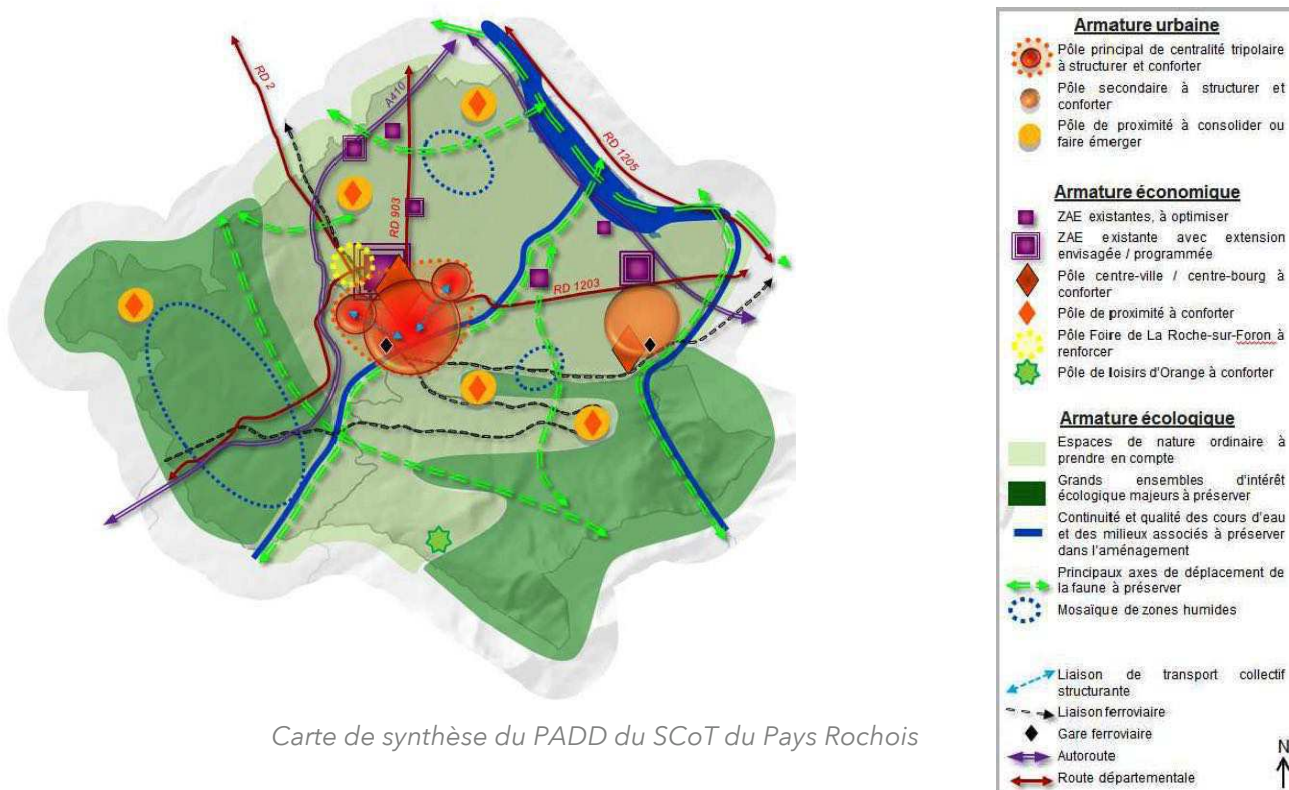 RD 2
A410
RD 903
RD 1205
RD 1203
Carte de synthèse du PADD du SCoT du Pays Rochois
Armature urbaine
Pôle principal de centralité tripolaire
à structurer et conforter
Pôle secondaire à structurer et
conforter
Pôle de proximité à consolider ou
faire émerger
Armature économique
ZAE existantes, à optimiser
ZAE existante avec extension
envisagée / programmée
Pôle centre-ville / centre-bourg à
conforter
Pôle de proximité à conforter
Pôle Foire de La Roche-sur-Foron à
renforcer
Pôle de loisirs d'Orange à conforter
Armature écologique
Espaces de nature ordinaire à
prendre en compte
Grands ensembles d'intérêt
écologique majeurs à préserver
Continuité et qualité des cours d'eau
et des milieux associés à préserver
dans l'aménagement
Principaux axes de déplacement de
la faune à préserver
Mosaïque de zones humides
Liaison de transport collectif
structurante
Liaison ferroviaire
Gare ferroviaire
Autoroute
Route départementale
N